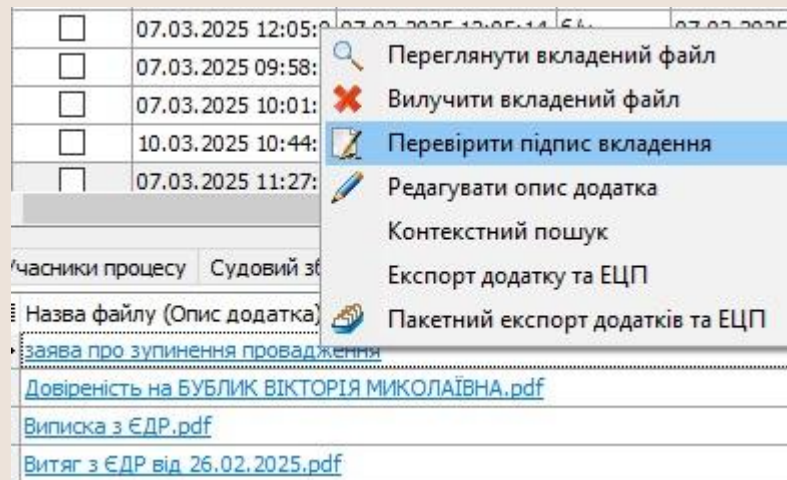 07.03.2025 12:05:
07.03.2025 09:58:
07.03.2025 10:01:
10.03.2025 10:44:
07.03.2025 11:27:
Переглянути вкладений файл
Вилучити вкладений файл
Перевірити підпис вкладення
Редагувати опис додатка
Контекстний пошук
Експорт додатку та ЕЦП
Пакетний експорт додатків та ЕЦП
процесу Судовий
Назва файлу (Опис додатка)
заява про зупинення провадження
Довіреність на БУБЛИК ВІКТОРІЯ МИКОЛАЇВНА.pdf
Виписка з ЄДР.pdf
Витяг з ЄДР від 26.02.2025.pdf